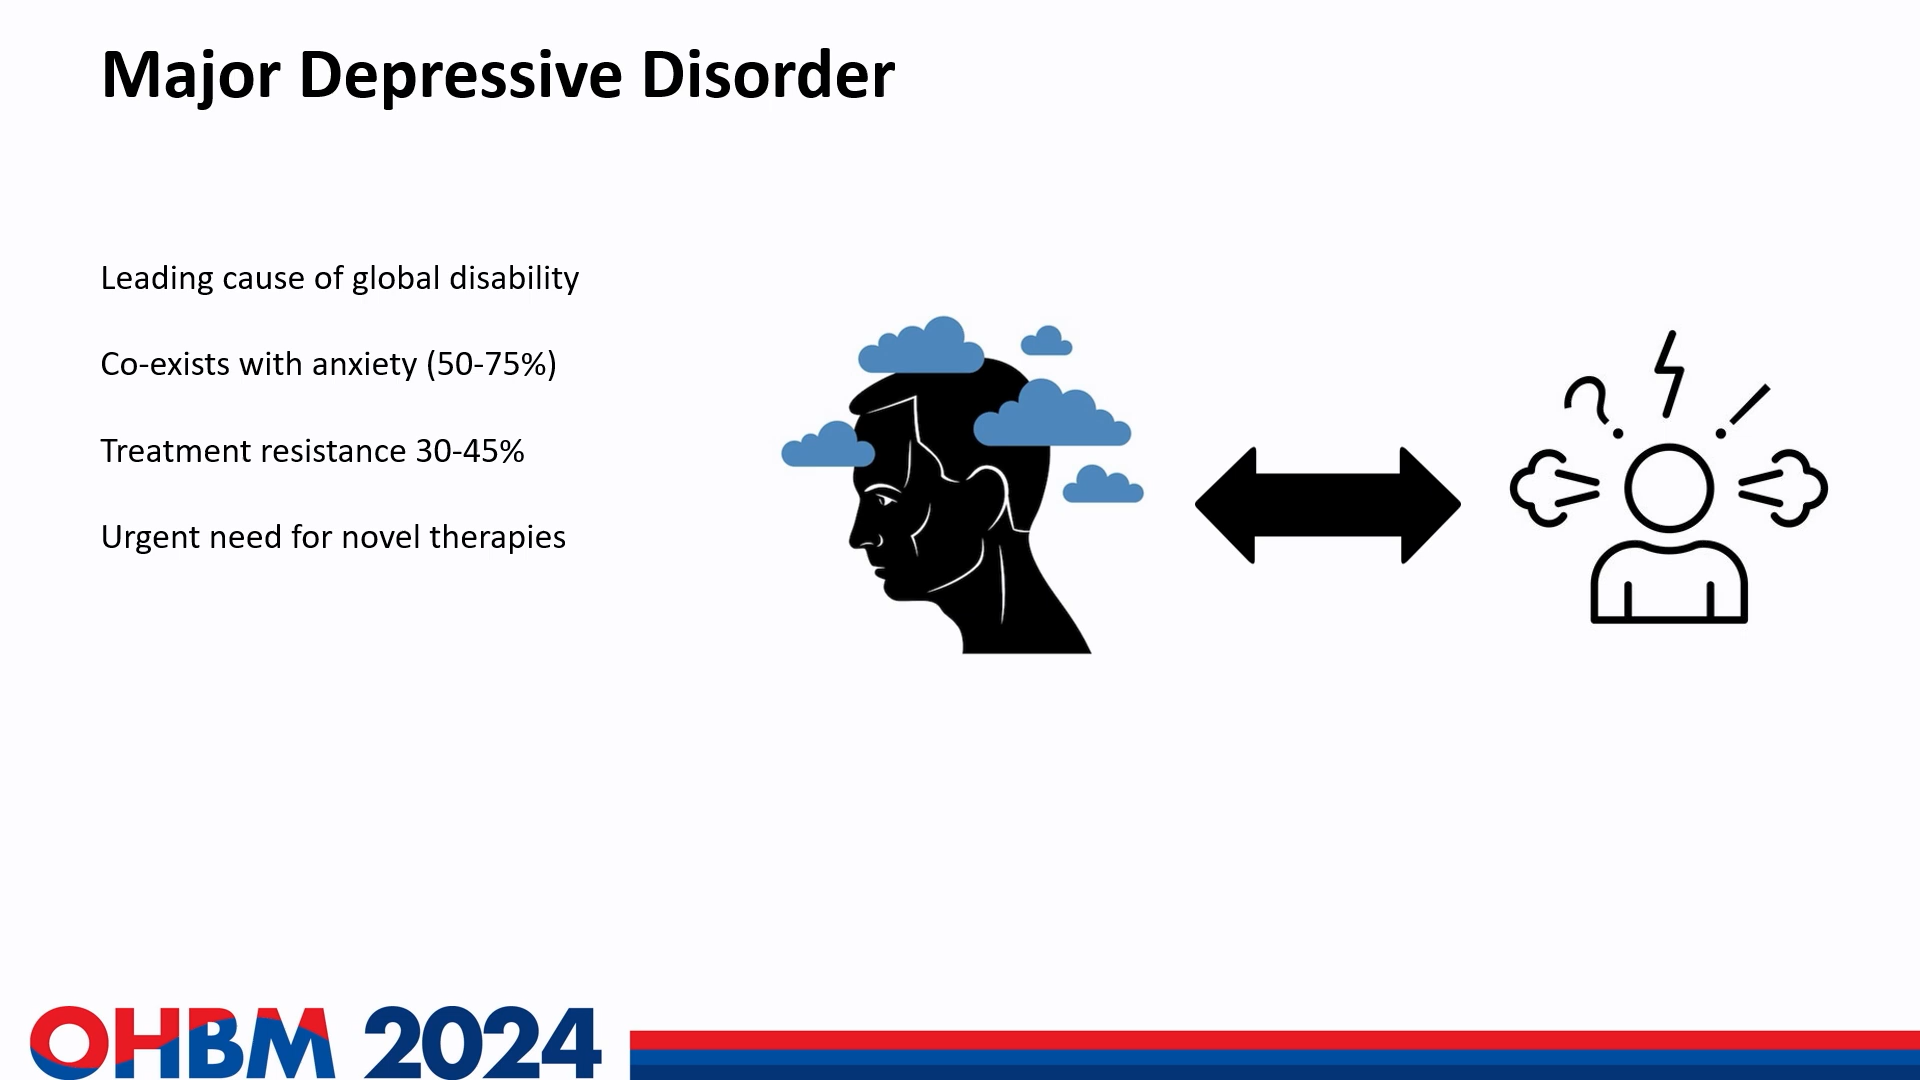 Major Depressive Disorder
Leading cause of global disability
Co-exists with anxiety (50-75%)
Treatment resistance 30-45%
Urgent need for novel therapies
OHBM 2024